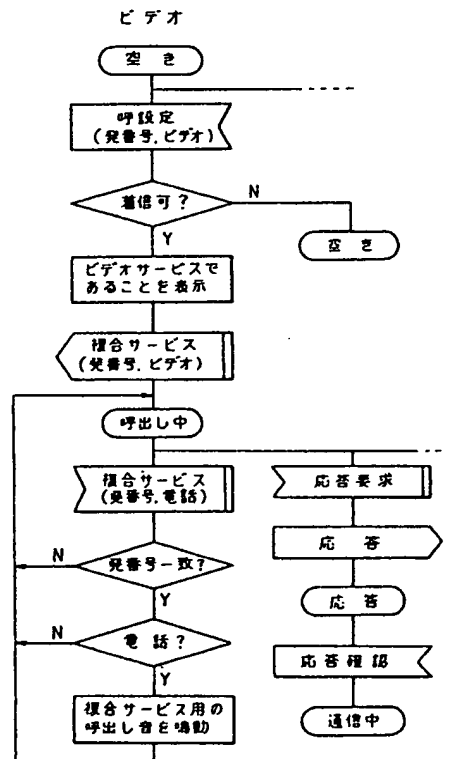 ビデオ
空き
呼設定
(発番号,ビデオ)
着信可?
N
Y
空き
ビデオサービスで
あることを表示
複合サービス
(発番号,ビデオ)
呼出し中
複合サービス
(発番号,電話)
発番号一致?
N
Y
電話?
N
Y
複合サービス用の
呼出し音を鳴動
応答要求
応答
応答
応答確認
通信中